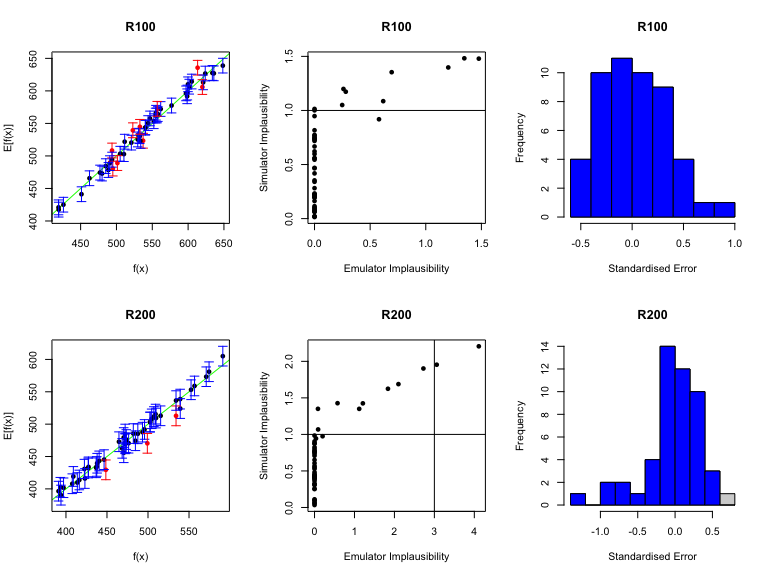 R100
650
600
550
500
450
400
E[f(x)]
450 500 550 600 650
f(x)
R100
1.5
1.0
0.5
0.0
Simulator Implausibility
0.0 0.5 1.0 1.5
Emulator Implausibility
R100
10
8
6
4
2
0
Frequency
-0.5 0.0 0.5 1.0
Standardised Error
R200
600
550
500
450
400
E[f(x)]
400 450 500 550
f(x)
R200
2.0
1.5
1.0
0.5
0.0
Simulator Implausibility
0 1 2 3 4
Emulator Implausibility
R200
14
12
10
8
6
4
2
0
Frequency
-1.0 -0.5 0.0 0.5
Standardised Error